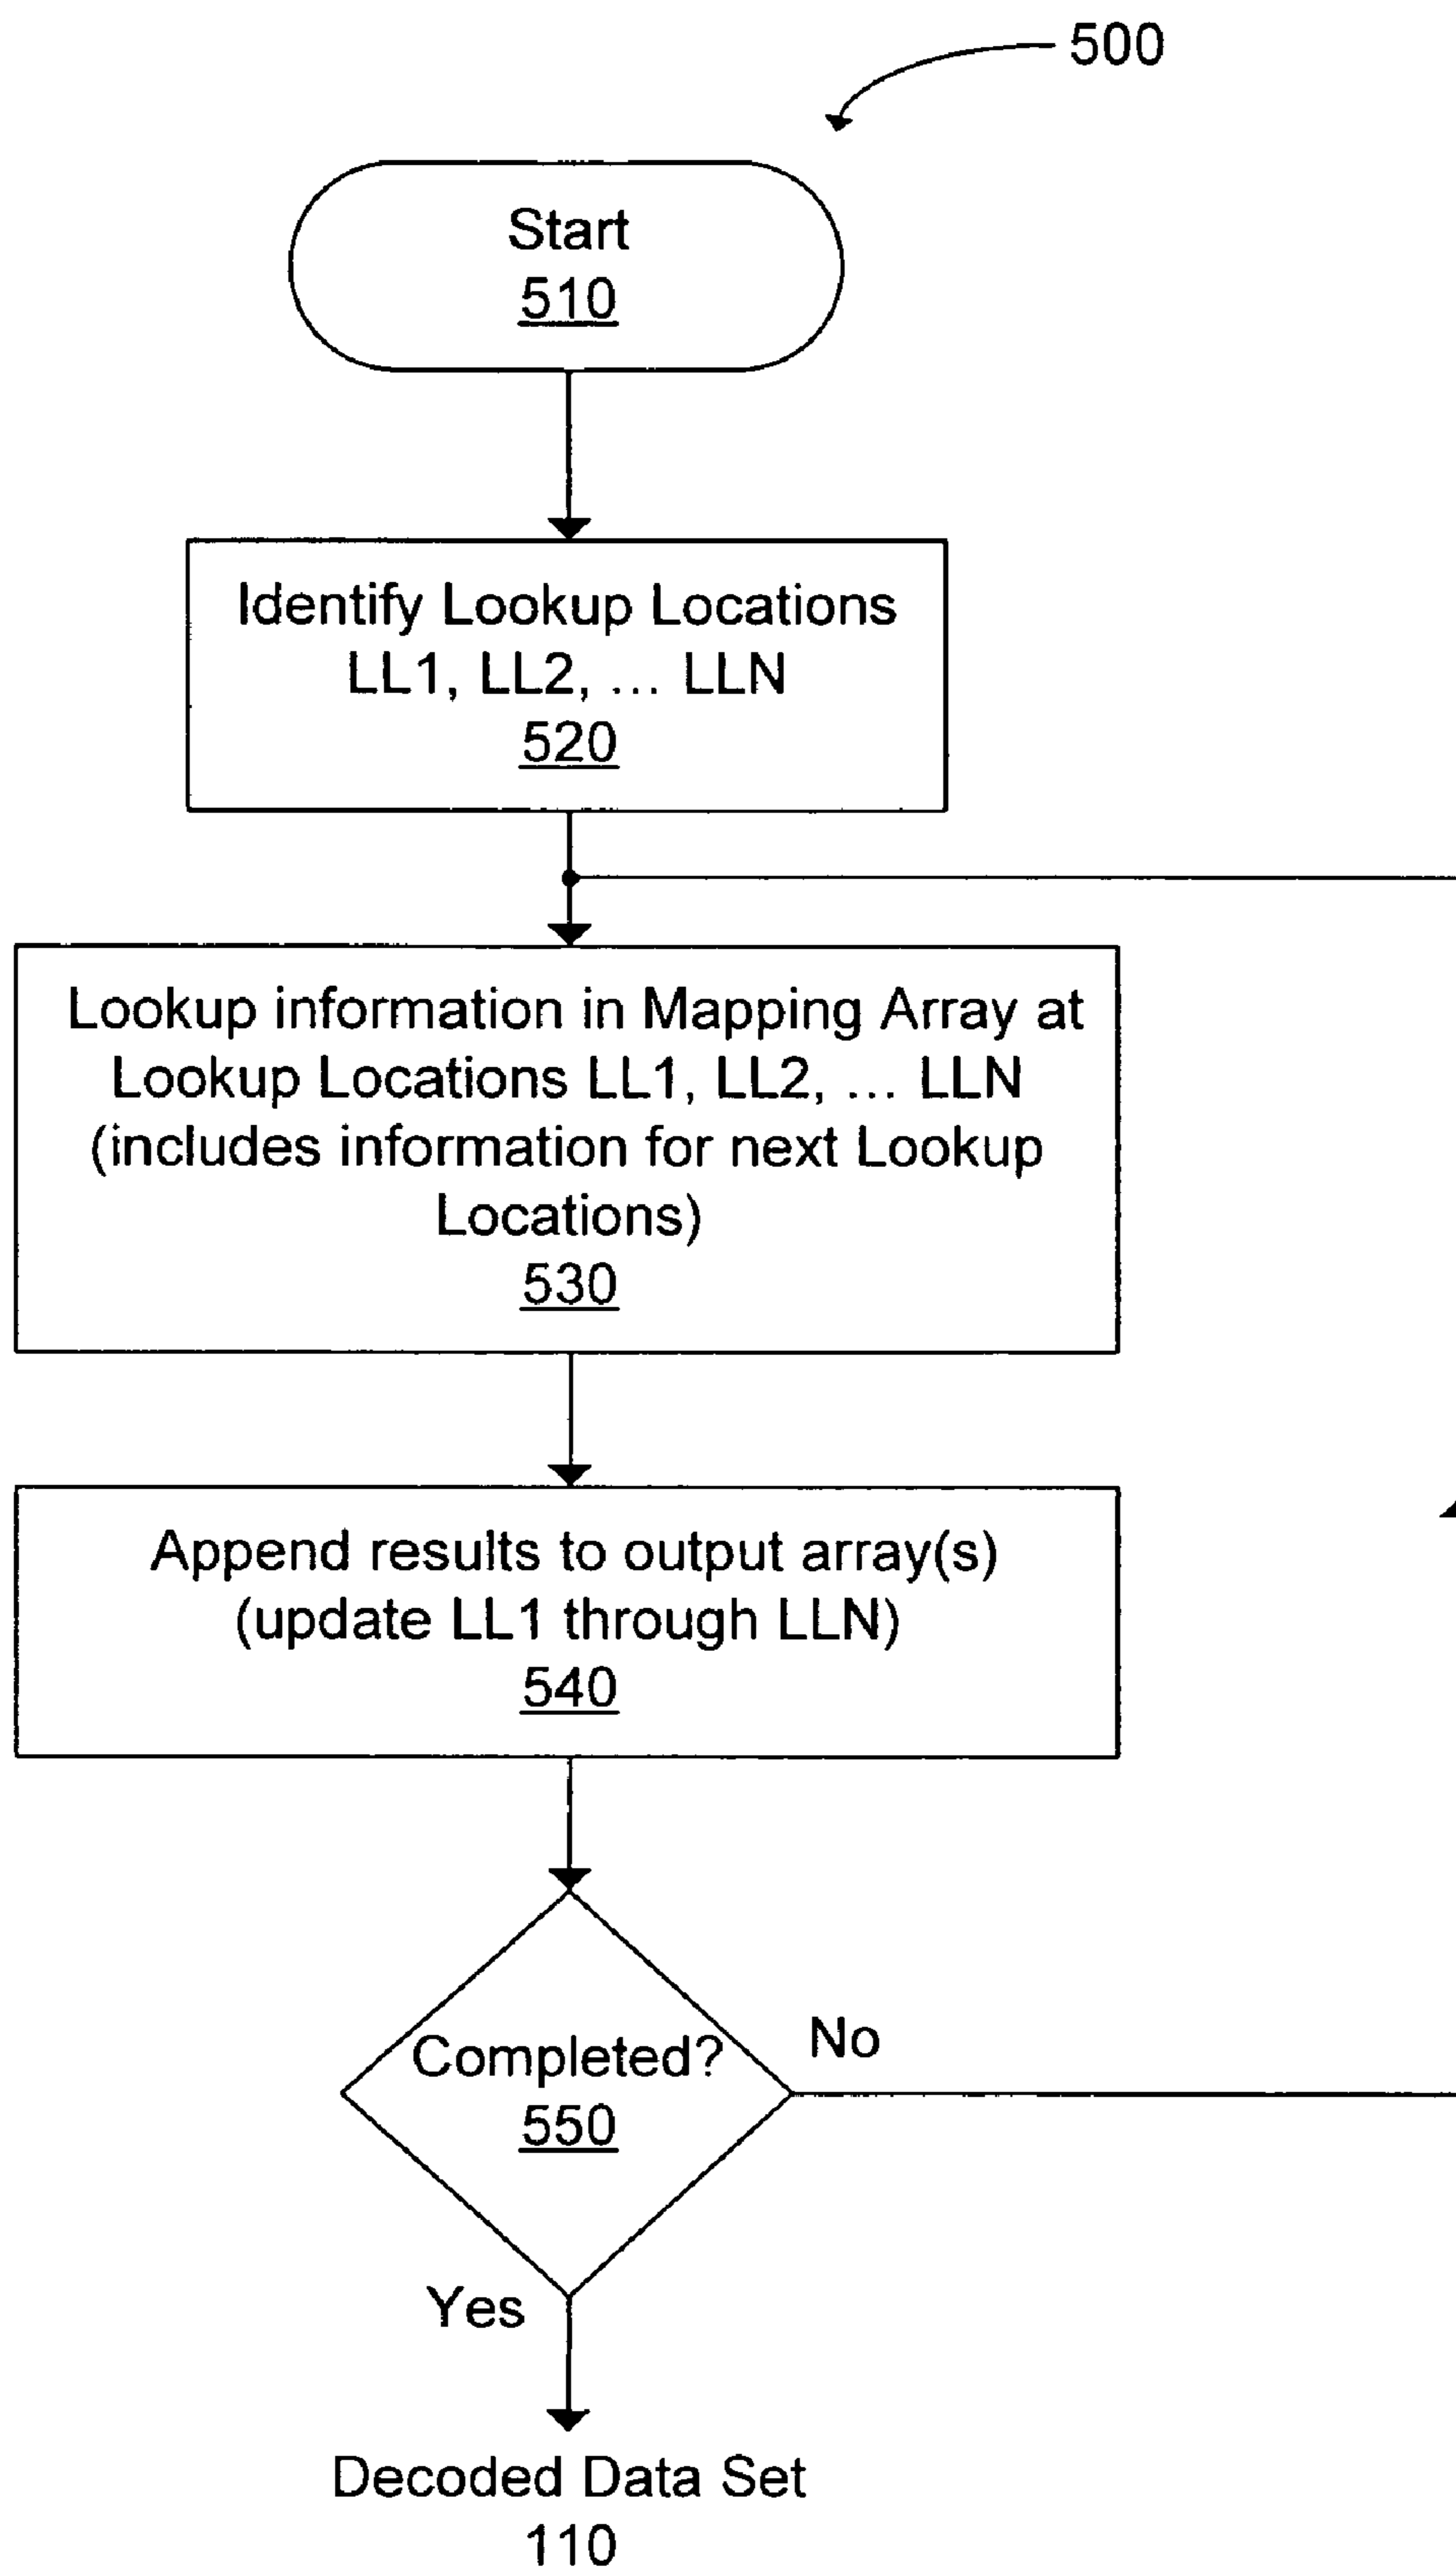 500
Start
510
Identify Lookup Locations
LL1, LL2, ... LLN
520
Lookup information in Mapping Array at
Lookup Locations LL1, LL2, ... LLN
(includes information for next Lookup
Locations)
530
Append results to output array(s)
(update LL1 through LLN)
540
Completed?
550
No
Yes
Decoded Data Set
110